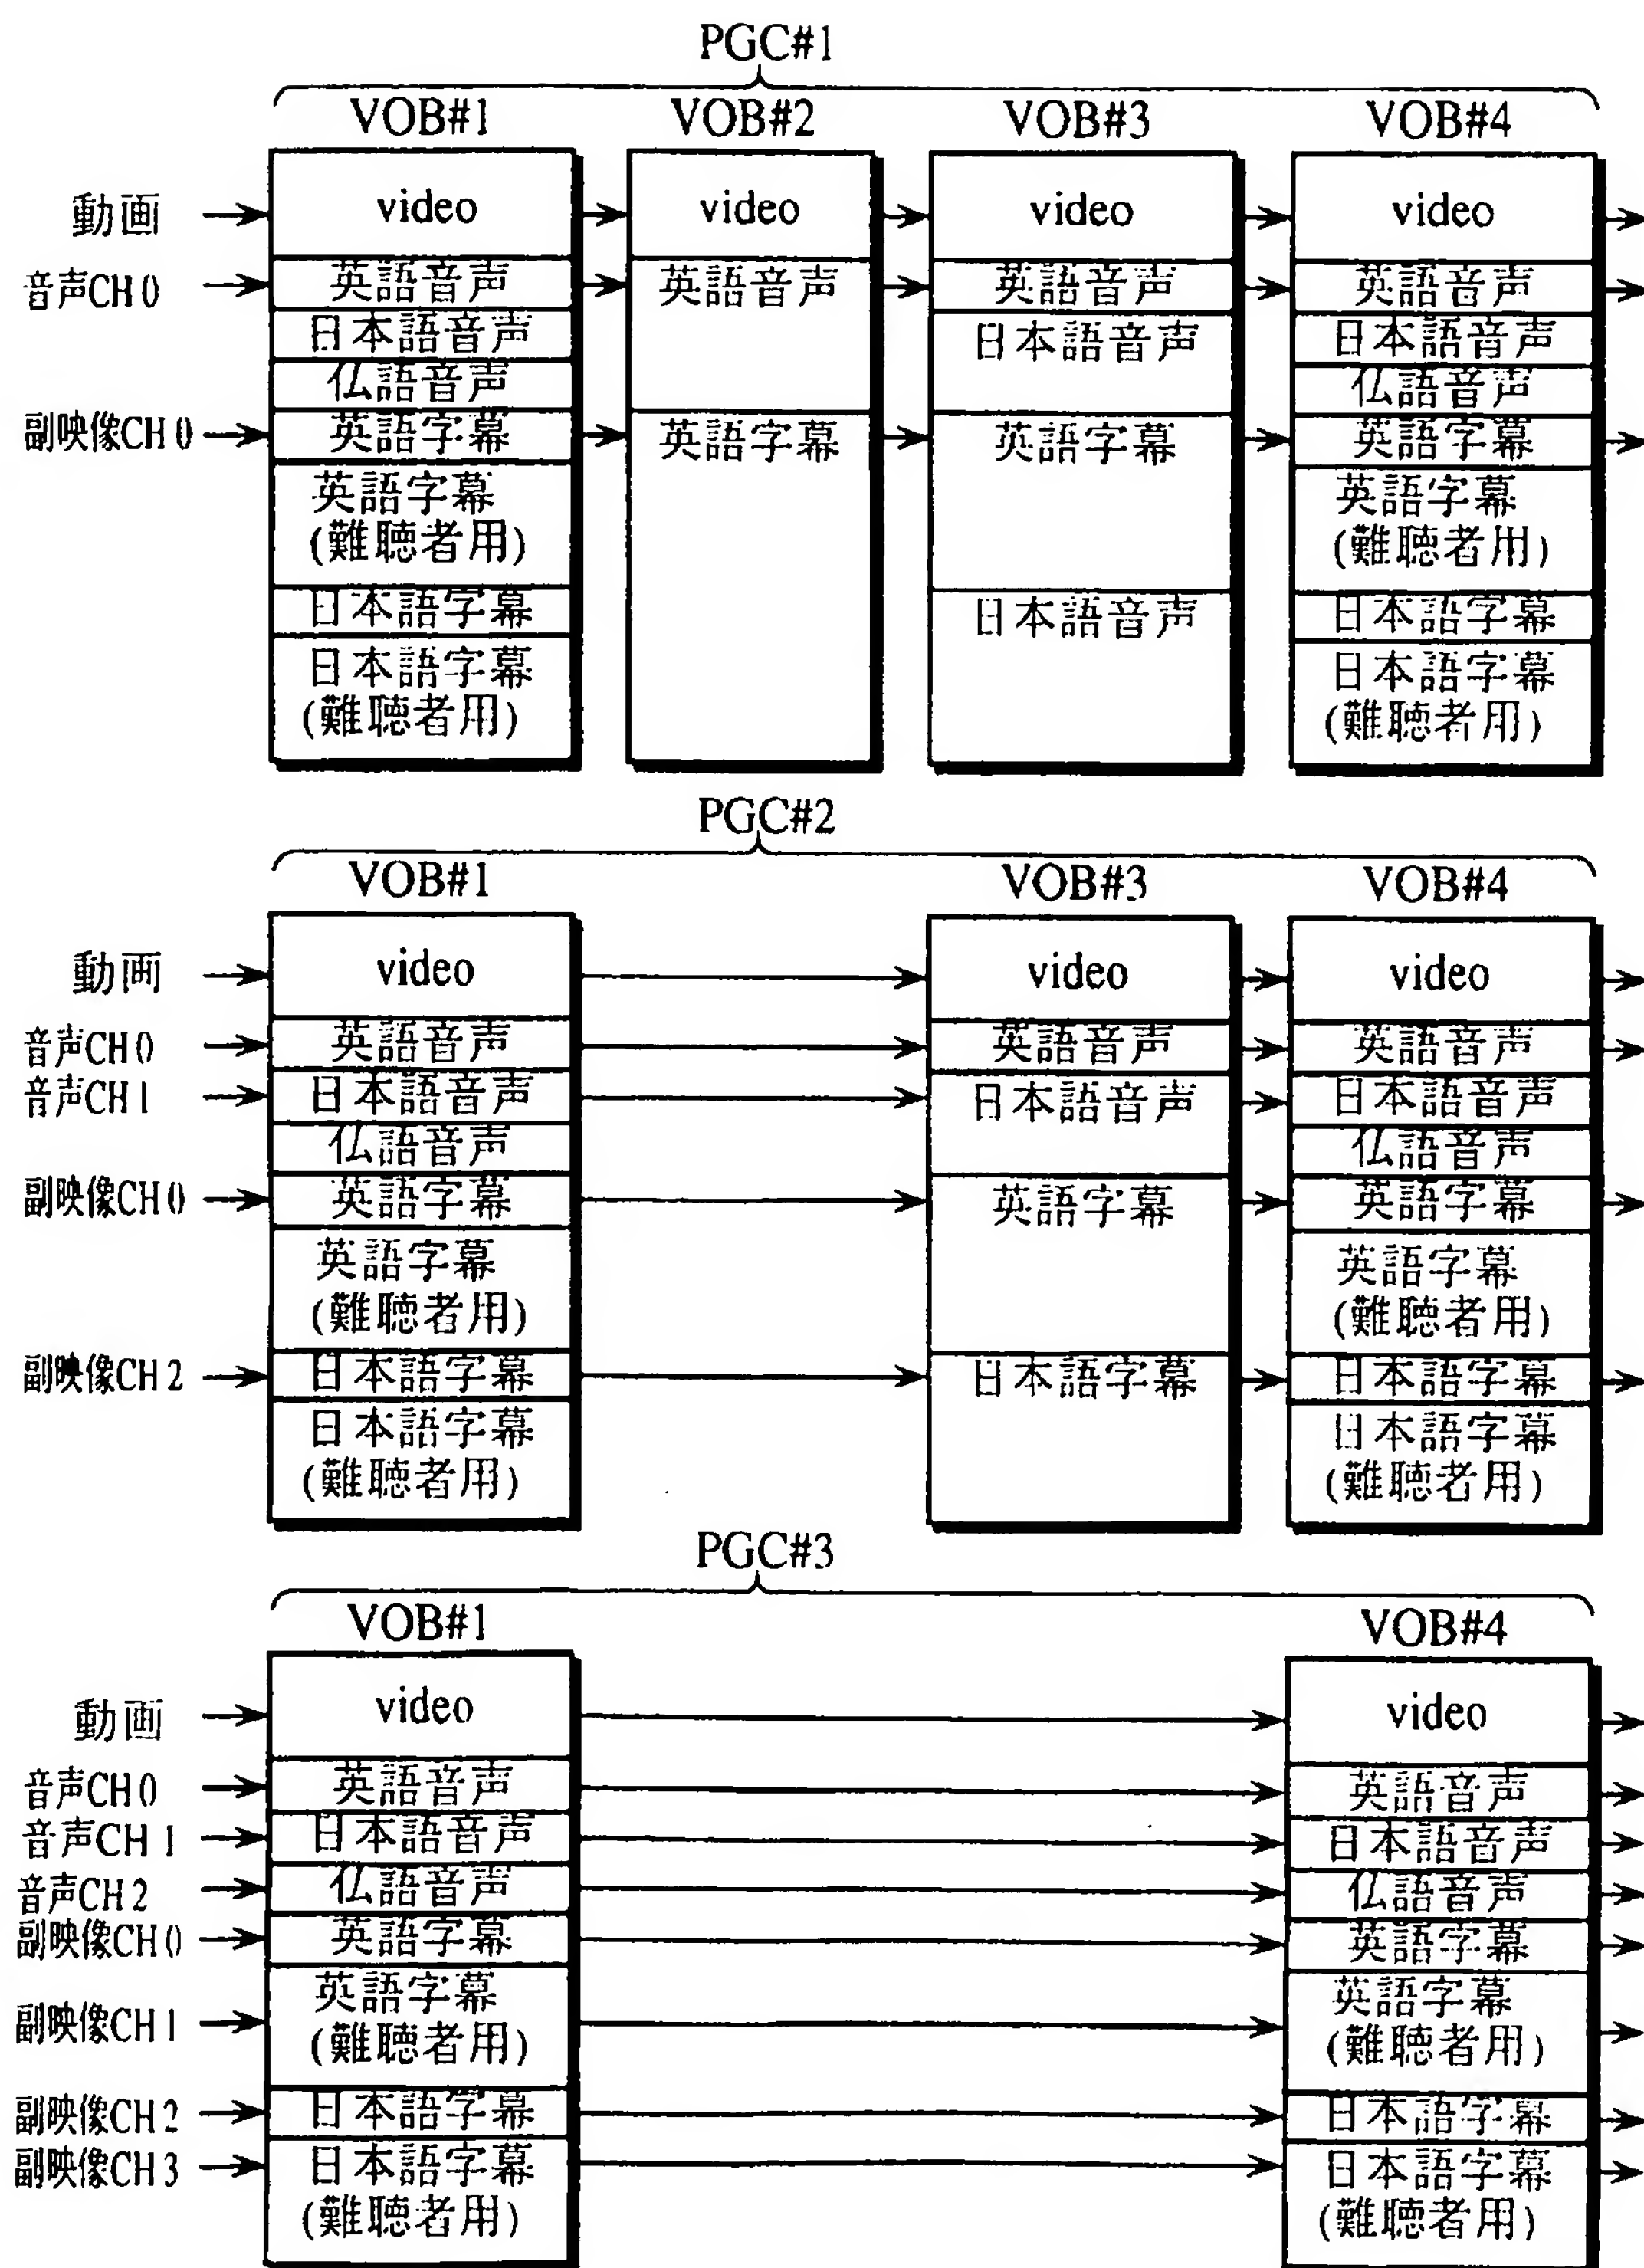 PGC#1
VOB#1 VOB#2 VOB#3 VOB#4
動画 video video video video
音声CH0 英語音声 英語音声 英語音声 英語音声
日本語音声 日本語音声 日本語音声
仏語音声 仏語音声
副映像CH0 英語字幕 英語字幕 英語字幕 英語字幕
英語字幕 英語字幕
(難聴者用) (難聴者用)
日本語字幕 日本語音声 日本語字幕
日本語字幕 日本語字幕
(難聴者用) (難聴者用)
PGC#2
VOB#1 VOB#3 VOB#4
動画 video video video
音声CH0 英語音声 英語音声 英語音声
音声CH1 日本語音声 日本語音声 日本語音声
仏語音声 仏語音声
副映像CH0 英語字幕 英語字幕 英語字幕
英語字幕 英語字幕
(難聴者用) (難聴者用)
副映像CH2 日本語字幕 日本語字幕 日本語字幕
日本語字幕 日本語字幕
(難聴者用) (難聴者用)
PGC#3
VOB#1 VOB#4
動画 video video
音声CH0 英語音声 英語音声
音声CH1 日本語音声 日本語音声
音声CH2 仏語音声 仏語音声
副映像CH0 英語字幕 英語字幕
英語字幕 英語字幕
副映像CH1 (難聴者用) (難聴者用)
副映像CH2 日本語字幕 日本語字幕
副映像CH3 日本語字幕 日本語字幕
(難聴者用) (難聴者用)